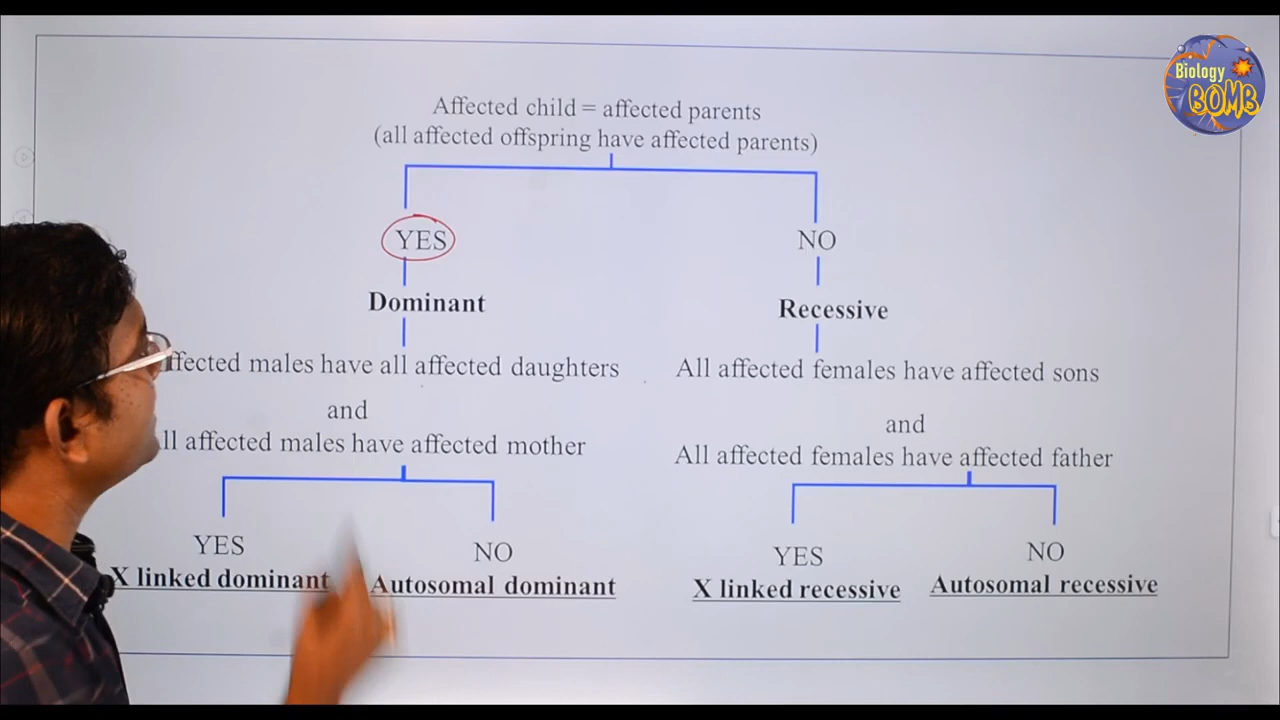 Biology
BOMB
Affected child = affected parents
(all affected offspring have affected parents)
YES
NO
Dominant
Recessive
ffected males have all affected daughters
All affected females have affected sons
and
and
ll affected males have affected mother
All affected females have affected father
YES
NO
YES
NO
X linked dominant
Autosomal dominant
X linked recessive
Autosomal recessive